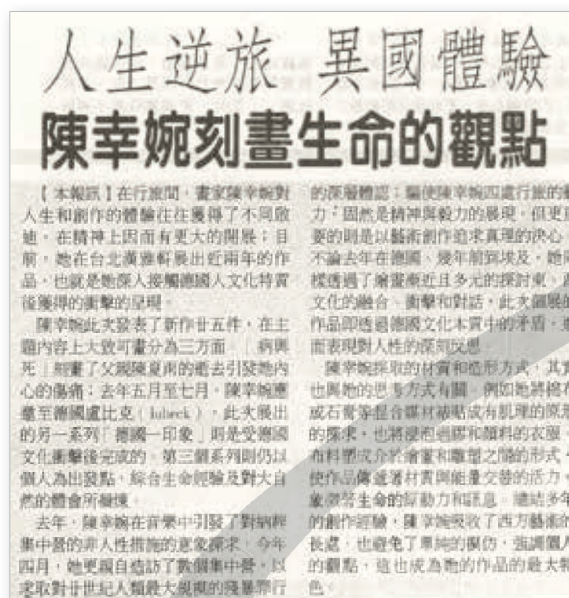 人生逆旅 異國體驗
陳幸婉刻畫生命的觀點
【本報訊】在行旅間,畫家陳幸婉對
人生和創作的體驗往往獲得了不同啟
迪,在精神上因而有更大的開展;目
前,她在台北漢雅軒展出近兩年的作
品,也就是她深入接觸德國人文化特質
後獲得的衝擊的呈現。
陳幸婉此次發表了新作廿五件,在主
題內容上大致可畫分為三方面。「病與
死」刻畫了父親陳夏雨的逝去引發她內
心的傷痛;去年五月至七月,陳幸婉應
邀至德國盧比克(lubeck),此次展出
的另一系列「德國—印象」則是受德國
文化衝擊後完成的。第三個系列則仍以
個人為出發點,綜合生命經驗及對大自
然的體會所凝煉。
去年,陳幸婉在音樂中引發了對納粹
集中營的非人性措施的意象探求,今年
四月,她更親自造訪了數個集中營,以
求取對廿世紀人類最大規模的殘暴罪行
的深層體認;驅使陳幸婉四處行旅的
力,固然是精神與毅力的展現,但更
要的則是以藝術創作追求真理的決心。
不論去年在德國、幾年前到埃及,她
樣透過了繪畫漸近且多元的探討東、
文化的融合、衝擊和對話,此次個展的
作品即透過德國文化本質中的矛盾,
面表現對人性的深刻反思。
陳幸婉採取的材質和造形方式,其實
也與她的思考方式有關。例如她將棉布
或石膏等混合媒材裱貼成有肌理的原形
的探求,也將浸泡過膠和顏料的衣服、
布料塑成介於繪畫和雕塑之間的形式,
使作品傳遞著材質與能量交替的活力,
象徵著生命的原動力和訊息。總結多年
的創作經驗,陳幸婉吸收了西方藝術的
長處,也避免了單純的模仿,強調個人
的觀點,這也成為她的作品的最大特
色。